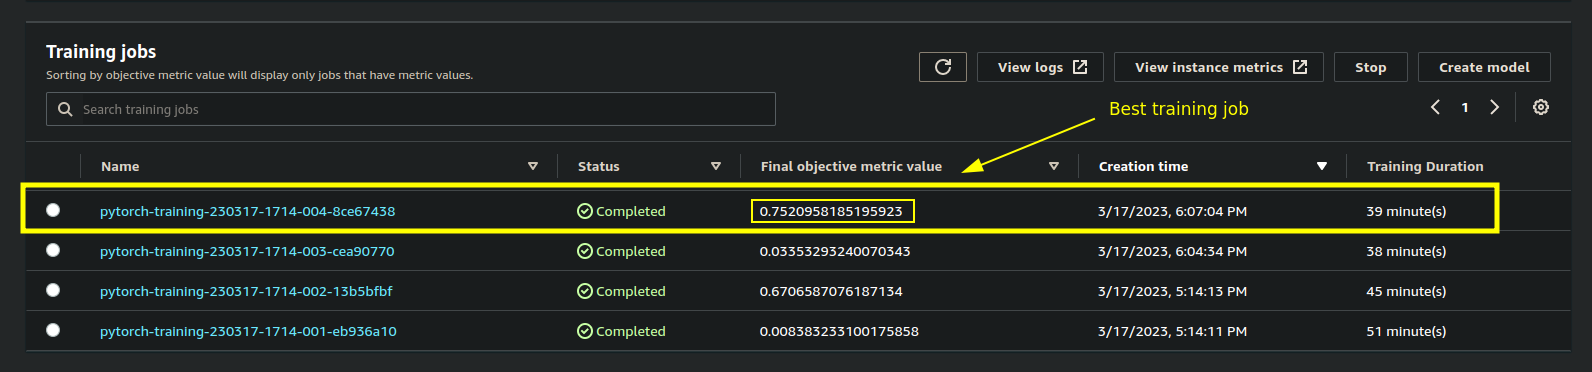 Training jobs
Sorting by objective metric value will display only jobs that have metric values.
View logs
View instance metrics
Stop
Create model
Search training jobs
1
Best training job
Name Status Final objective metric value Creation time Training Duration
pytorch-training-230317-1714-004-8ce67438 Completed 0.7520958185195923 3/17/2023, 6:07:04 PM 39 minute(s)
pytorch-training-230317-1714-003-cea90770 Completed 0.03353293240070343 3/17/2023, 6:04:34 PM 38 minute(s)
pytorch-training-230317-1714-002-13b5bfbf Completed 0.6706587076187134 3/17/2023, 5:14:13 PM 45 minute(s)
pytorch-training-230317-1714-001-eb936a10 Completed 0.008383233100175858 3/17/2023, 5:14:11 PM 51 minute(s)